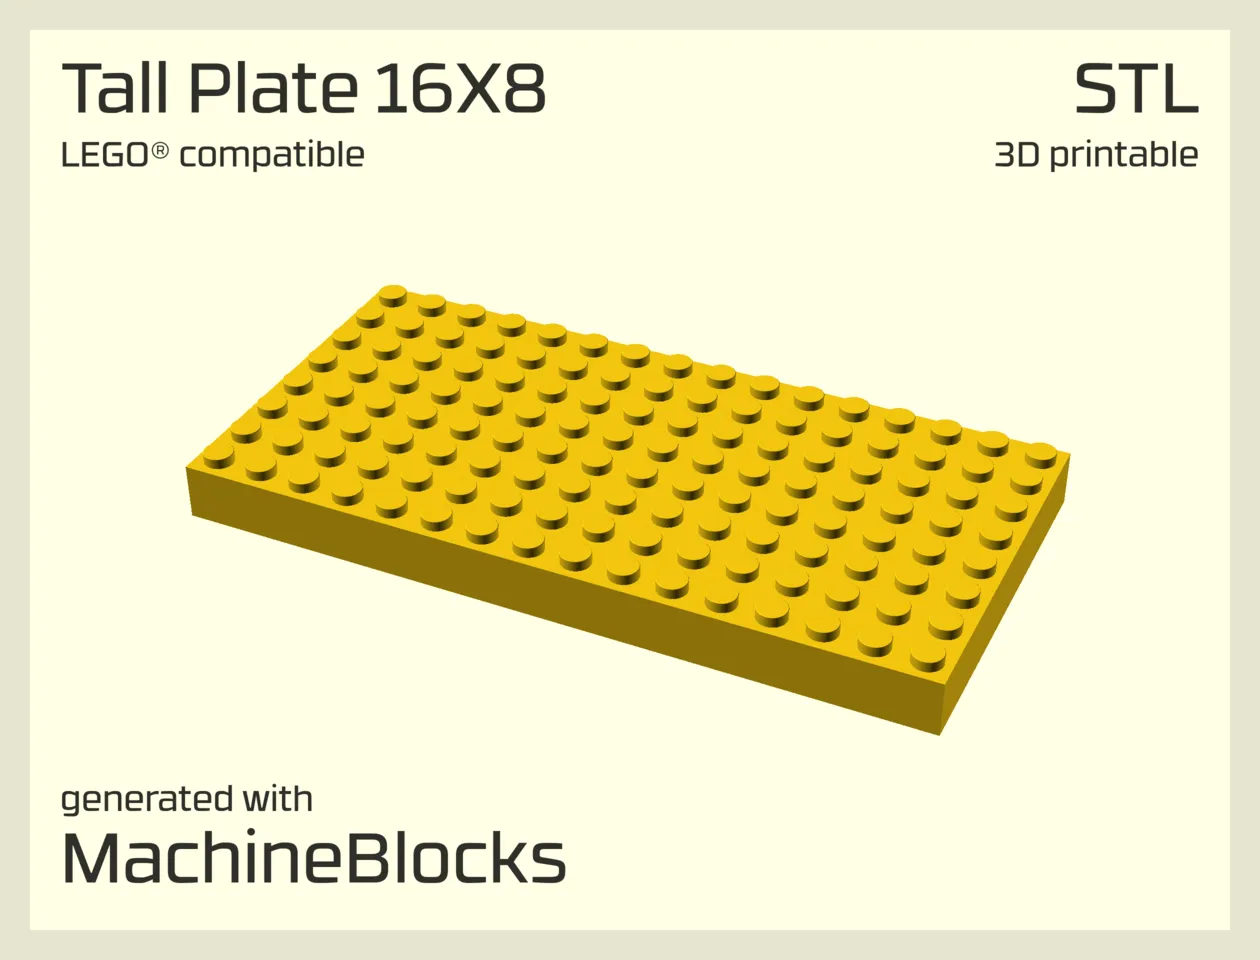 Tall Plate 16X8
LEGO® compatible
STL
3D printable
generated with
MachineBlocks